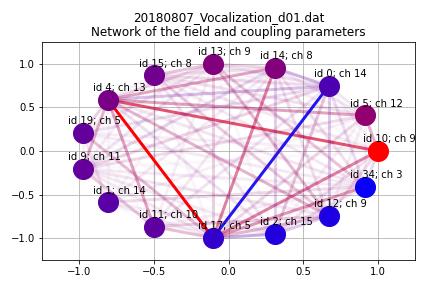 20180807_Vocalization_d01.dat
Network of the field and coupling parameters
id 13; ch 9
id 14; ch 8
id 15; ch 8
id 0; ch 14
id 4; ch 13
id 5; ch 12
id 19; ch 5
id 10; ch 9
id 9; ch 11
id 34; ch 3
id 1; ch 14
id 12; ch 9
id 11; ch 10
id 2; ch 15
id 17; ch 5
1.0
0.5
0.0
−0.5
−1.0
−1.0
−0.5
0.0
0.5
1.0